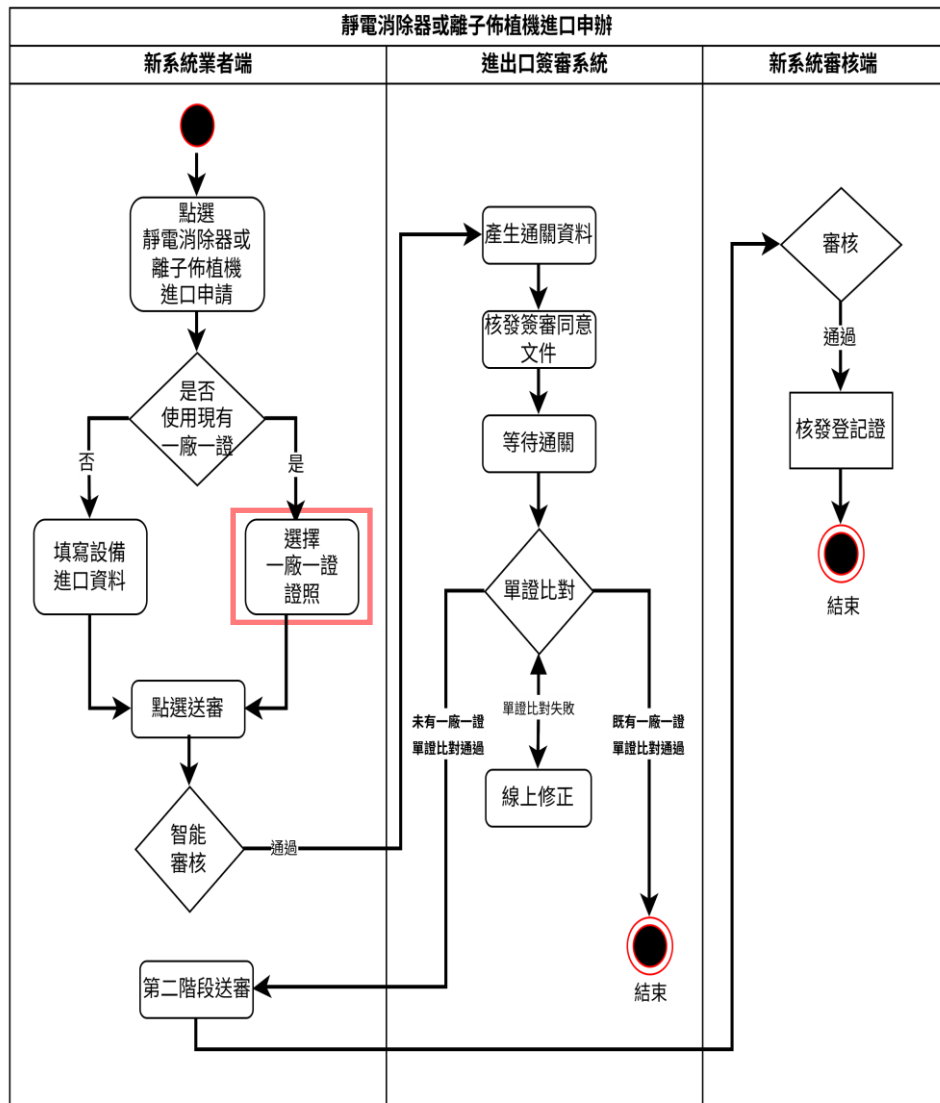 靜電消除器或離子佈植機進口申辦
新系統業者端
進出口簽審系統
新系統審核端
點選
靜電消除器或
離子佈植機
進口申請
是否
使用現有
一廠一證
否
是
填寫設備
進口資料
選擇
一廠一證
證照
點選送審
智能
審核
通過
第二階段送審
產生通關資料
核發簽審同意
文件
等待通關
單證比對
未有一廠一證
單證比對通過
單證比對失敗
既有一廠一證
單證比對通過
線上修正
結束
審核
通過
核發登記證
結束